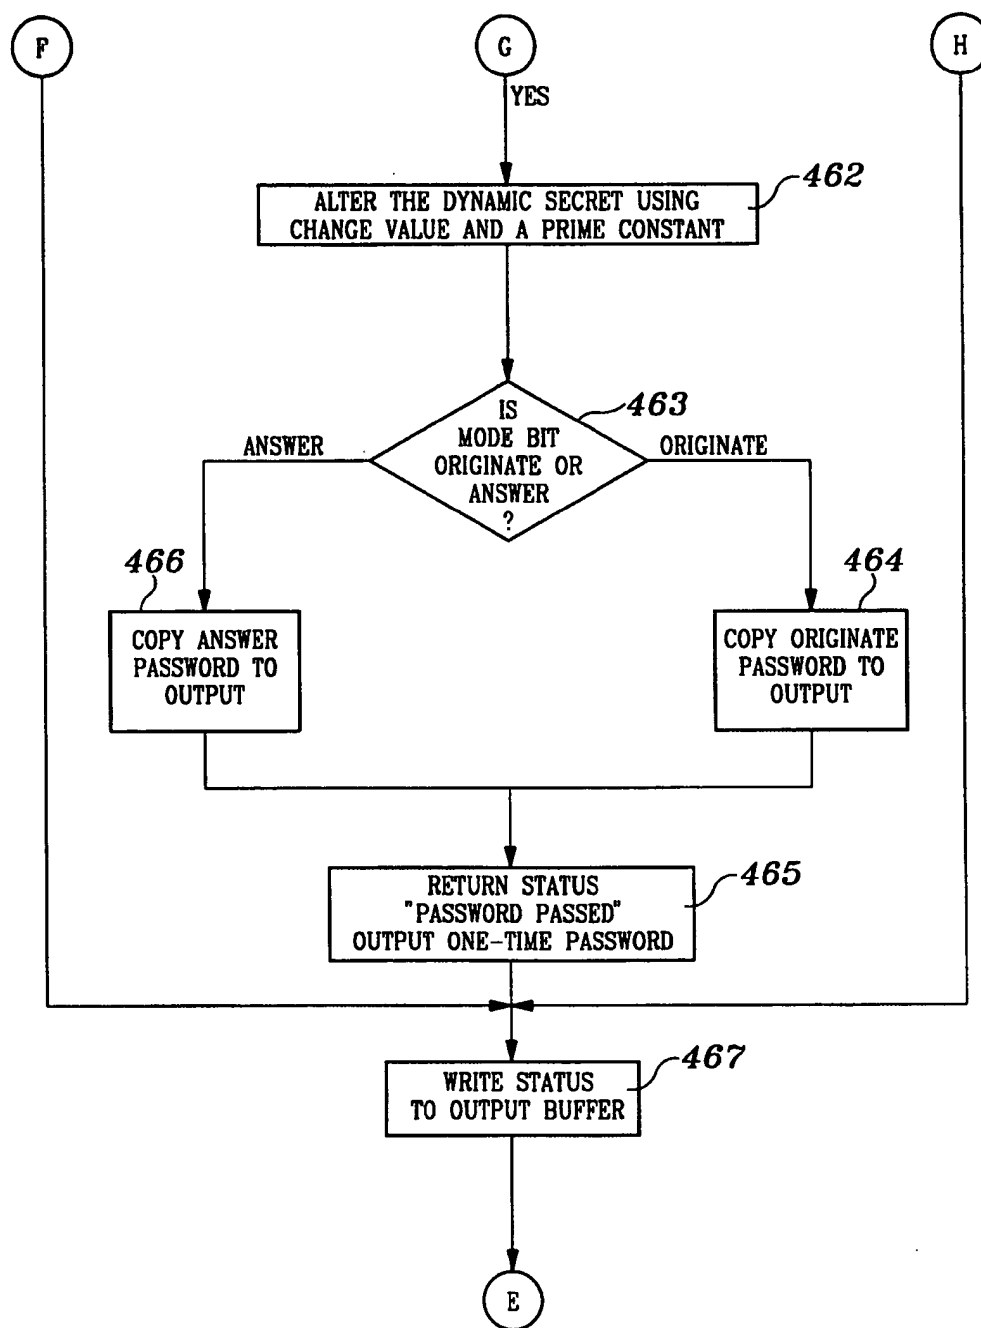 F
G
H
YES
462
ALTER THE DYNAMIC SECRET USING
CHANGE VALUE AND A PRIME CONSTANT
463
IS
MODE BIT
ORIGINATE OR
ANSWER
?
ANSWER
ORIGINATE
466
464
COPY ANSWER
PASSWORD TO
OUTPUT
COPY ORIGINATE
PASSWORD TO
OUTPUT
465
RETURN STATUS
"PASSWORD PASSED"
OUTPUT ONE-TIME PASSWORD
467
WRITE STATUS
TO OUTPUT BUFFER
E